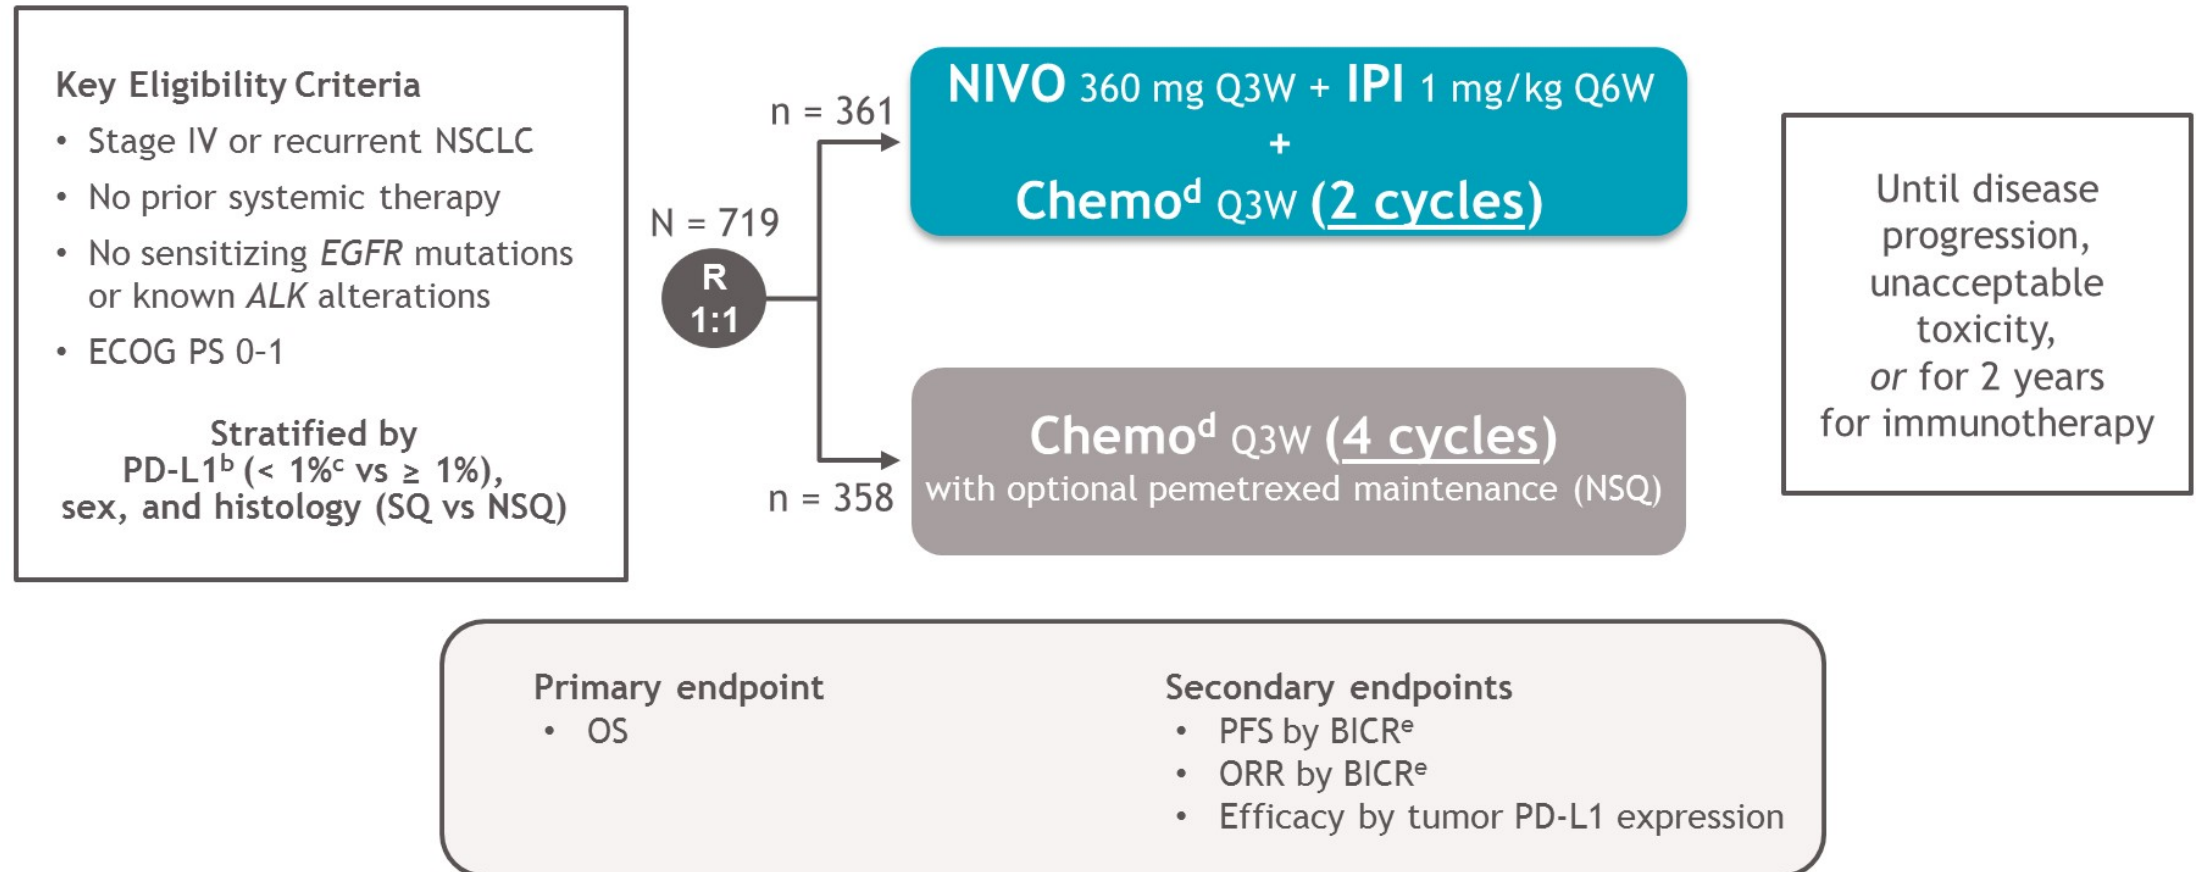 Key Eligibility Criteria
• Stage IV or recurrent NSCLC
• No prior systemic therapy
• No sensitizing EGFR mutations
or known ALK alterations
• ECOG PS 0–1
Stratified by
PD-L1ᵇ (< 1%ᶜ vs ≥ 1%),
sex, and histology (SQ vs NSQ)
N = 719
R
1:1
n = 361
NIVO 360 mg Q3W + IPI 1 mg/kg Q6W
+
Chemoᵈ Q3W (2 cycles)
n = 358
Chemoᵈ Q3W (4 cycles)
with optional pemetrexed maintenance (NSQ)
Until disease
progression,
unacceptable
toxicity,
or for 2 years
for immunotherapy
Primary endpoint
• OS
Secondary endpoints
• PFS by BICRᵉ
• ORR by BICRᵉ
• Efficacy by tumor PD-L1 expression